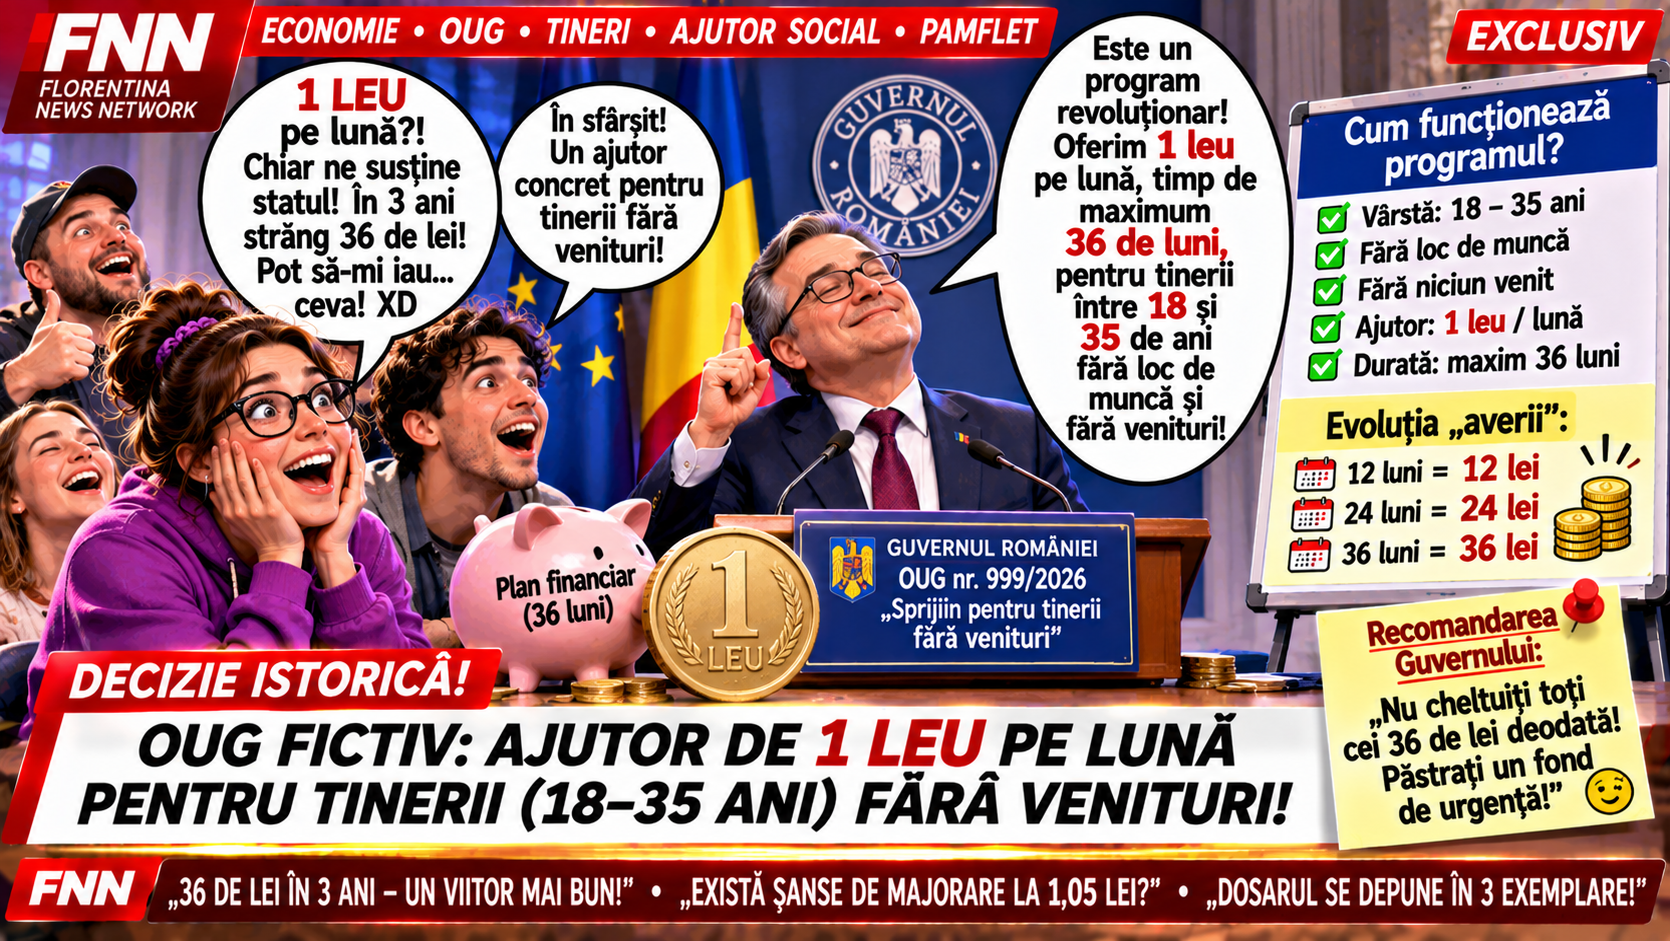 FNN
FLORENTINA
NEWS NETWORK
ECONOMIE • OUG • TINERI • AJUTOR SOCIAL • PAMFLET
EXCLUSIV
1 LEU
pe lună?!
Chiar ne susține
statul! În 3 ani
strâng 36 de lei!
Pot să-mi iau...
ceva! XD
În sfârșit!
Un ajutor
concret pentru
tinerii fără
venituri!
GUVERNUL ROMÂNIEI
Este un
program
revoluționar!
Oferim 1 leu
pe lună, timp de
maximum
36 de luni,
pentru tinerii
între 18 și
35 de ani
fără loc de
muncă și
fără venituri!
Cum funcționează
programul?
Vârstă: 18 – 35 ani
Fără loc de muncă
Fără niciun venit
Ajutor: 1 leu / lună
Durată: maxim 36 luni
Evoluția „averii”:
12 luni = 12 lei
24 luni = 24 lei
36 luni = 36 lei
Plan financiar
(36 luni)
1
LEU
GUVERNUL ROMÂNIEI
OUG nr. 999/2026
„Sprijiin pentru tinerii
fără venituri”
Recomandarea
Guvernului:
„Nu cheltuiți toți
cei 36 de lei deodată!
Păstrați un fond
de urgență!”
DECIZIE ISTORICÂ!
OUG FICTIV: AJUTOR DE 1 LEU PE LUNĂ
PENTRU TINERII (18–35 ANI) FĂRÂ VENITURI!
FNN
„36 DE LEI ÎN 3 ANI – UN VIITOR MAI BUN!” • „EXISTĂ ȘANSE DE MAJORARE LA 1,05 LEI?” • „DOSARUL SE DEPUNE ÎN 3 EXEMPLARE!”